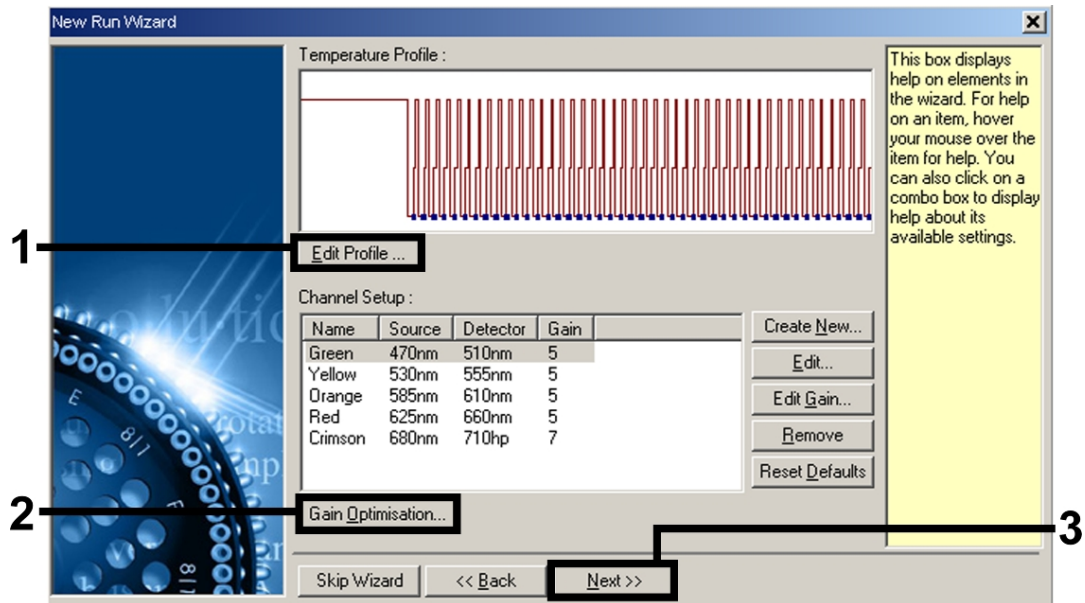 New Run Wizard
Temperature Profile :
This box displays
help on elements in
the wizard. For help
on an item, hover
your mouse over the
item for help. You
can also click on a
combo box to display
help about its
available settings.
1
Edit Profile ...
Channel Setup :
Name Source Detector Gain
Green 470nm 510nm 5
Yellow 530nm 555nm 5
Orange 585nm 610nm 5
Red 625nm 660nm 5
Crimson 680nm 710hp 7
Create New...
Edit...
Edit Gain...
Remove
Reset Defaults
2
Gain Optimisation...
3
Skip Wizard
<< Back
Next >>
E
8/1
F
8/1